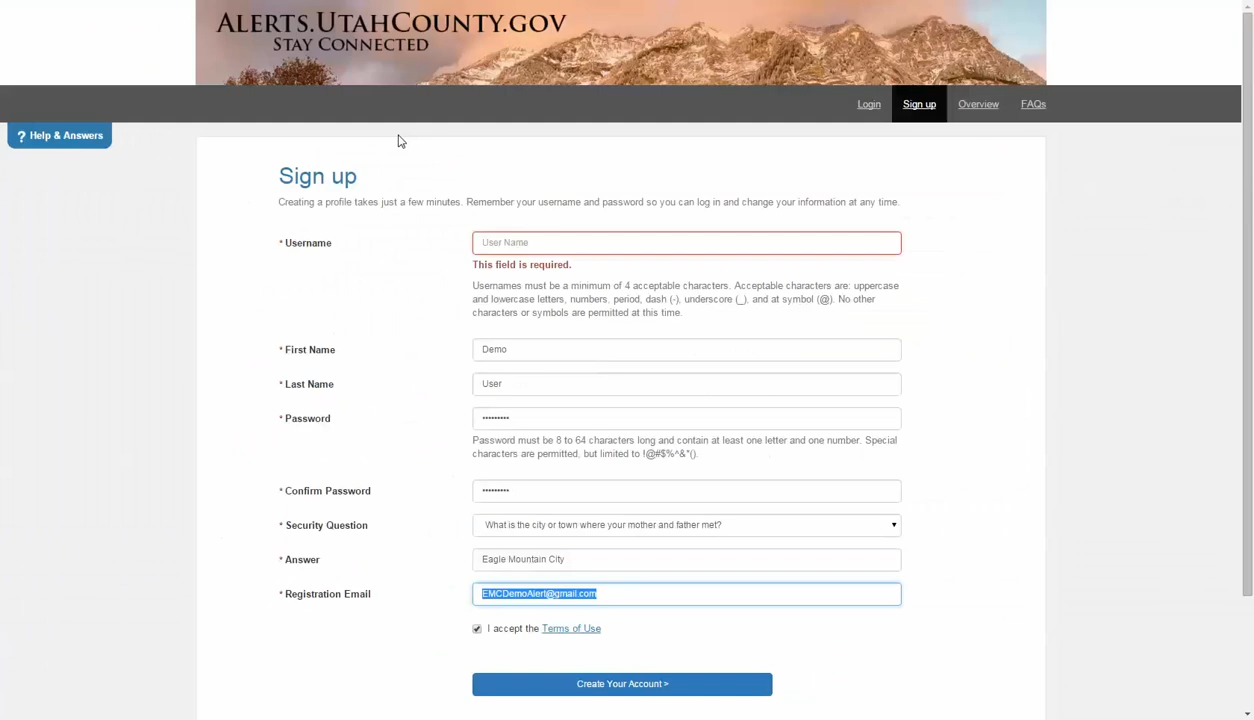 ALERTS.UTAHCOUNTY.GOV
STAY CONNECTED
Login
Sign up
Overview
FAQs
? Help & Answers
Sign up
Creating a profile takes just a few minutes. Remember your username and password so you can log in and change your information at any time.
* Username
User Name
This field is required.
Usernames must be a minimum of 4 acceptable characters. Acceptable characters are: uppercase
and lowercase letters, numbers, period, dash (-), underscore (_), and at symbol (@). No other
characters or symbols are permitted at this time.
* First Name
Demo
* Last Name
User
* Password
•••••••••
Password must be 8 to 64 characters long and contain at least one letter and one number. Special
characters are permitted, but limited to !@#$%^&*().
* Confirm Password
•••••••••
* Security Question
What is the city or town where your mother and father met?
* Answer
Eagle Mountain City
* Registration Email
EMCDemoAlert@gmail.com
I accept the Terms of Use
Create Your Account >